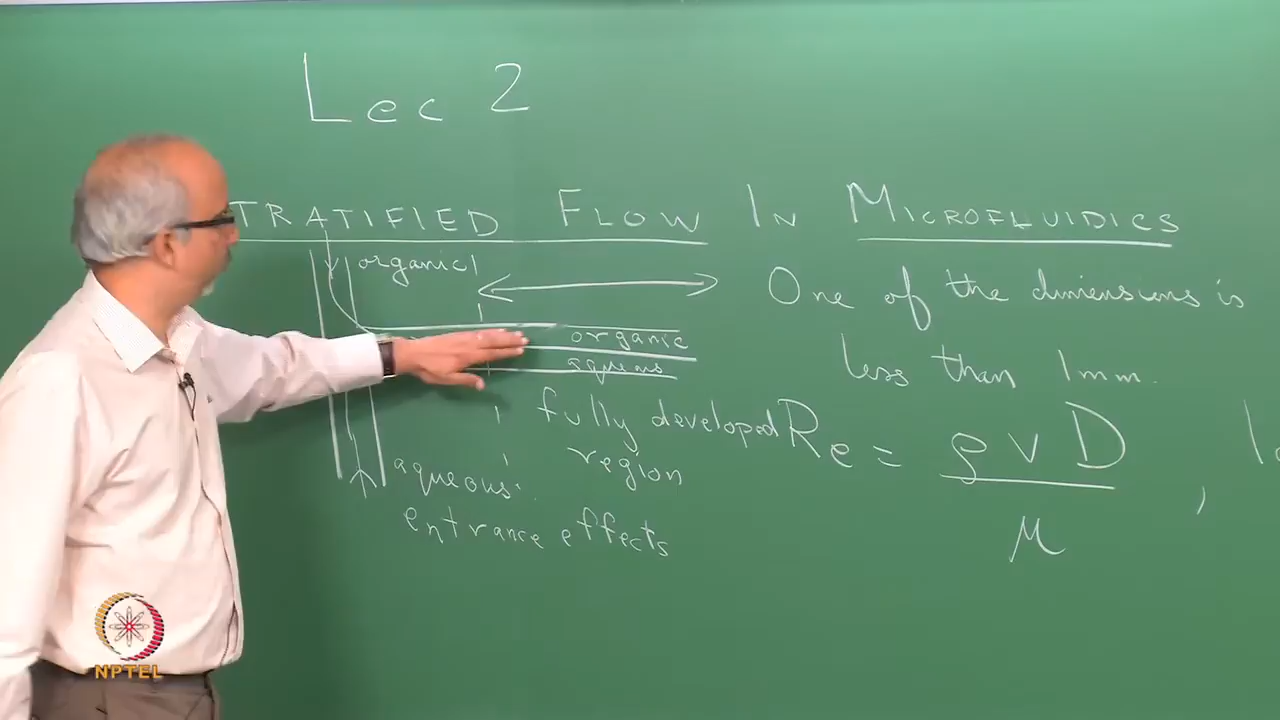 Lec 2
TRATIFIED FLOW IN MICROFLUIDICS
organic
One of the dimensions is
less than 1mm.
organic
aqueous
fully developed
region
Re = ρ v D
,
μ
aqueous
entrance effects
NPTEL